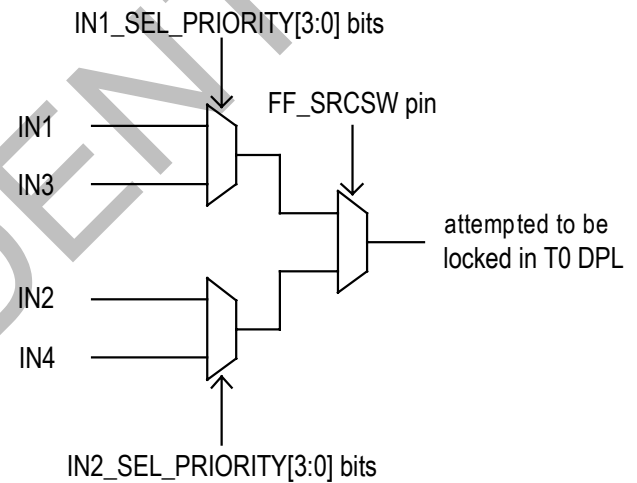 IN1_SEL_PRIORITY[3:0] bits
FF_SRCSW pin
IN1
IN3
attempted to be
locked in T0 DPL
IN2
IN4
IN2_SEL_PRIORITY[3:0] bits